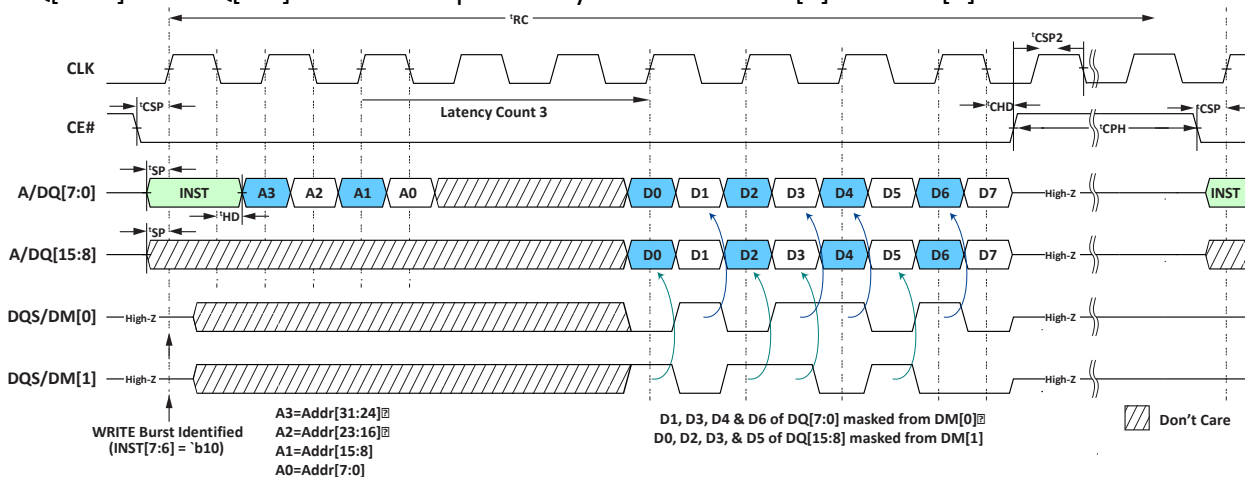 tRC
tCSP2
CLK
tCSP
Latency Count 3
tCHD
tCSP
CE#
tCPH
tSP
A/DQ[7:0]
INST
A3
A2
A1
A0
D0
D1
D2
D3
D4
D5
D6
D7
High-Z
INST
tHD
tSP
A/DQ[15:8]
D0
D1
D2
D3
D4
D5
D6
D7
High-Z
DQS/DM[0]
High-Z
High-Z
DQS/DM[1]
High-Z
High-Z
WRITE Burst Identified
(INST[7:6] = `b10)
A3=Addr[31:24]
A2=Addr[23:16]
A1=Addr[15:8]
A0=Addr[7:0]
D1, D3, D4 & D6 of DQ[7:0] masked from DM[0]
D0, D2, D3, & D5 of DQ[15:8] masked from DM[1]
Don't Care